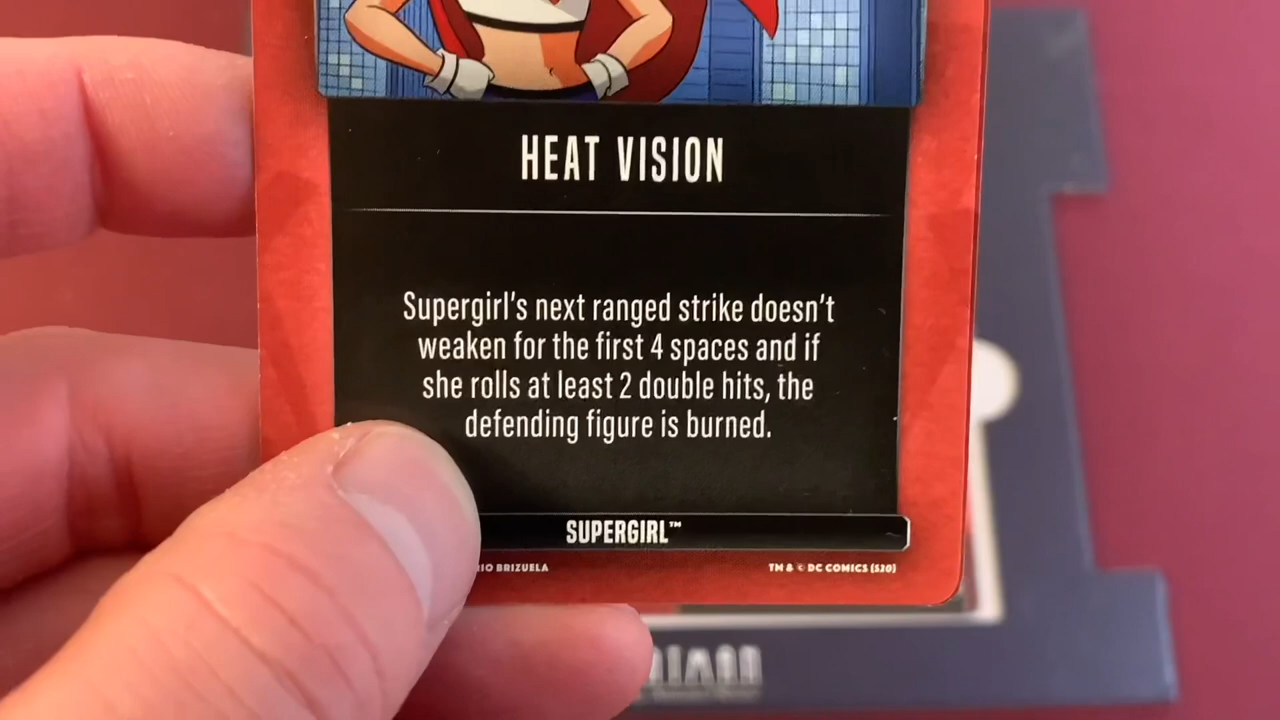 HEAT VISION
Supergirl's next ranged strike doesn't
weaken for the first 4 spaces and if
she rolls at least 2 double hits, the
defending figure is burned.
SUPERGIRL™
BRIZUELA
TM & © DC COMICS (S20)